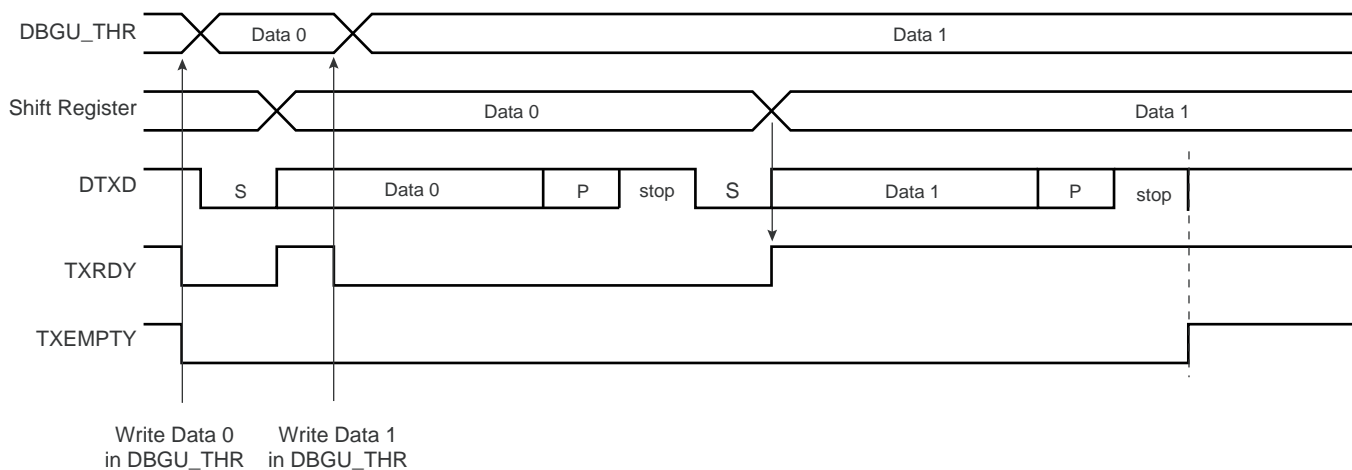 DBGU_THR Data 0 Data 1
Shift Register Data 0 Data 1
DTXD S Data 0 P stop S Data 1 P stop
TXRDY
TXEMPTY
Write Data 0
in DBGU_THR
Write Data 1
in DBGU_THR